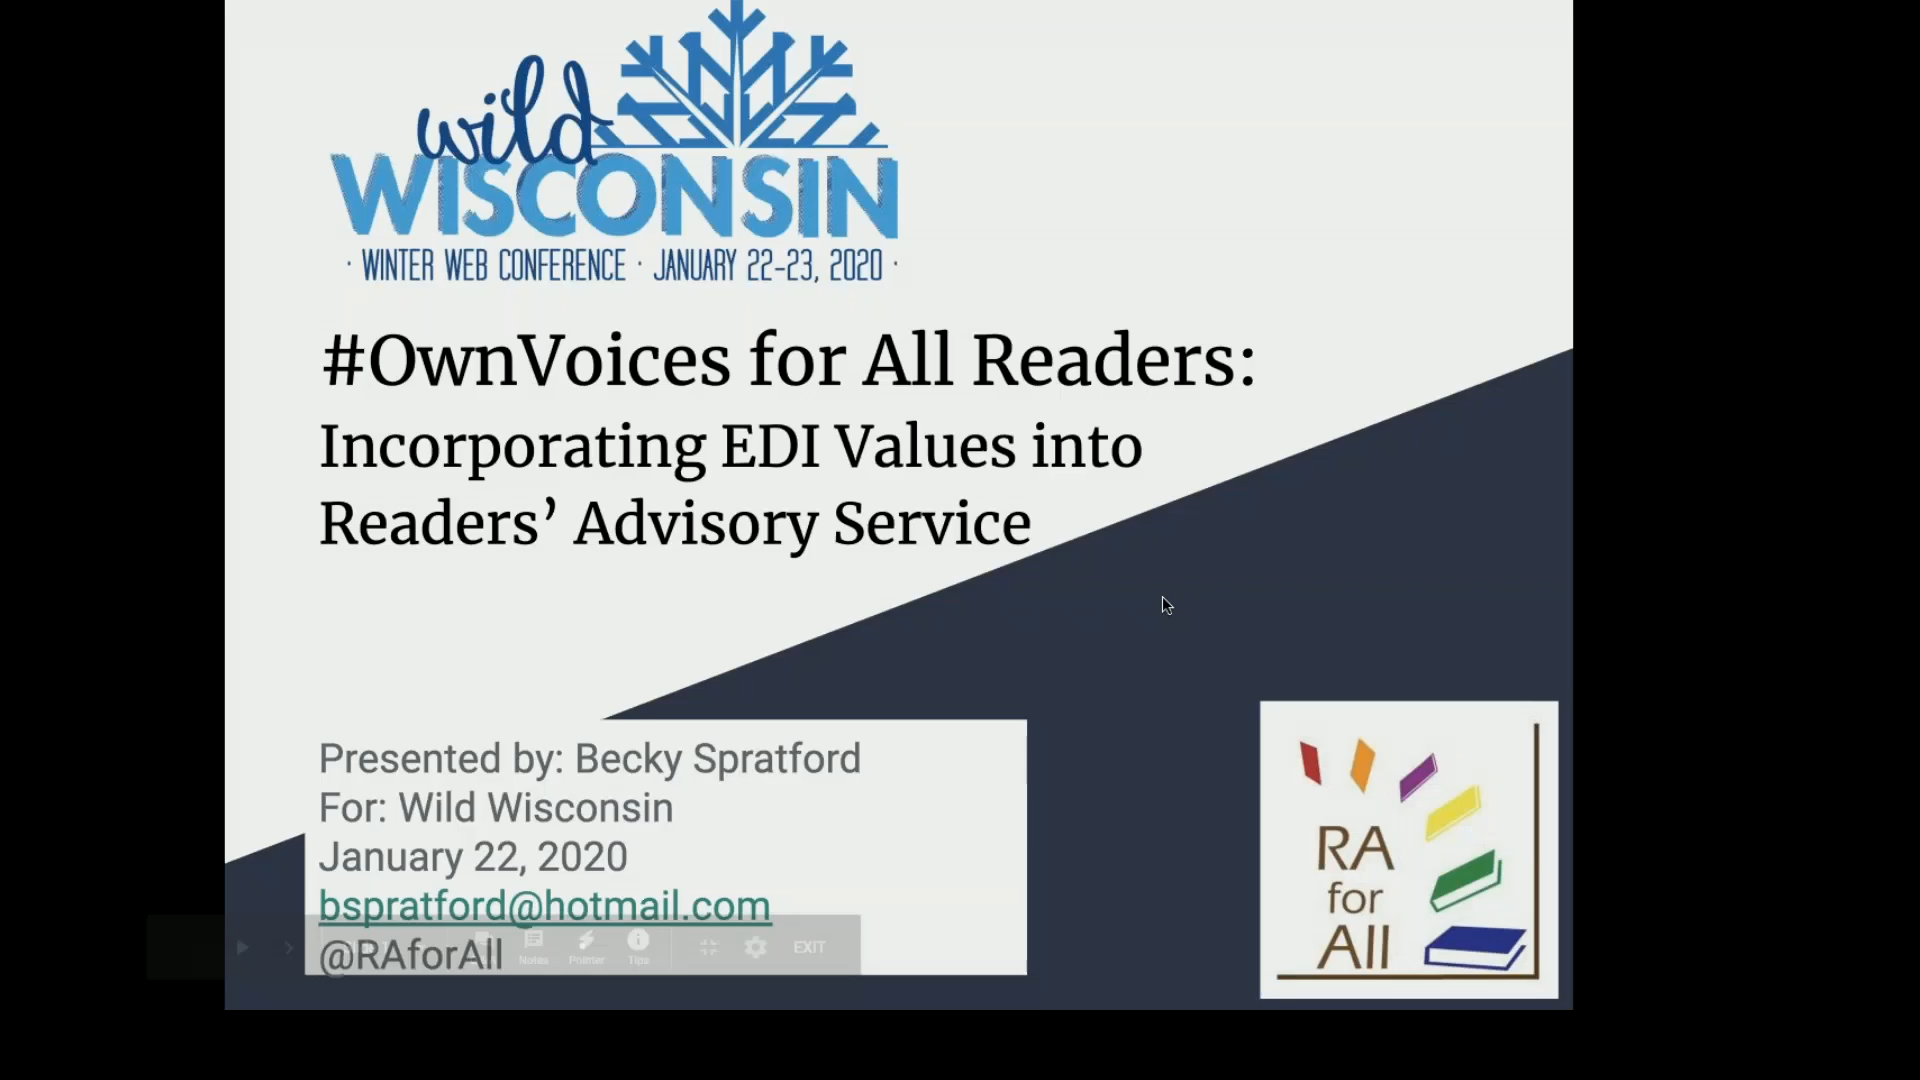 wild
WISCONSIN
· WINTER WEB CONFERENCE · JANUARY 22-23, 2020 ·
#OwnVoices for All Readers:
Incorporating EDI Values into
Readers’ Advisory Service
Presented by: Becky Spratford
For: Wild Wisconsin
January 22, 2020
bspratford@hotmail.com
@RAforAll
Notes Pointer Tips EXIT
RA
for
All